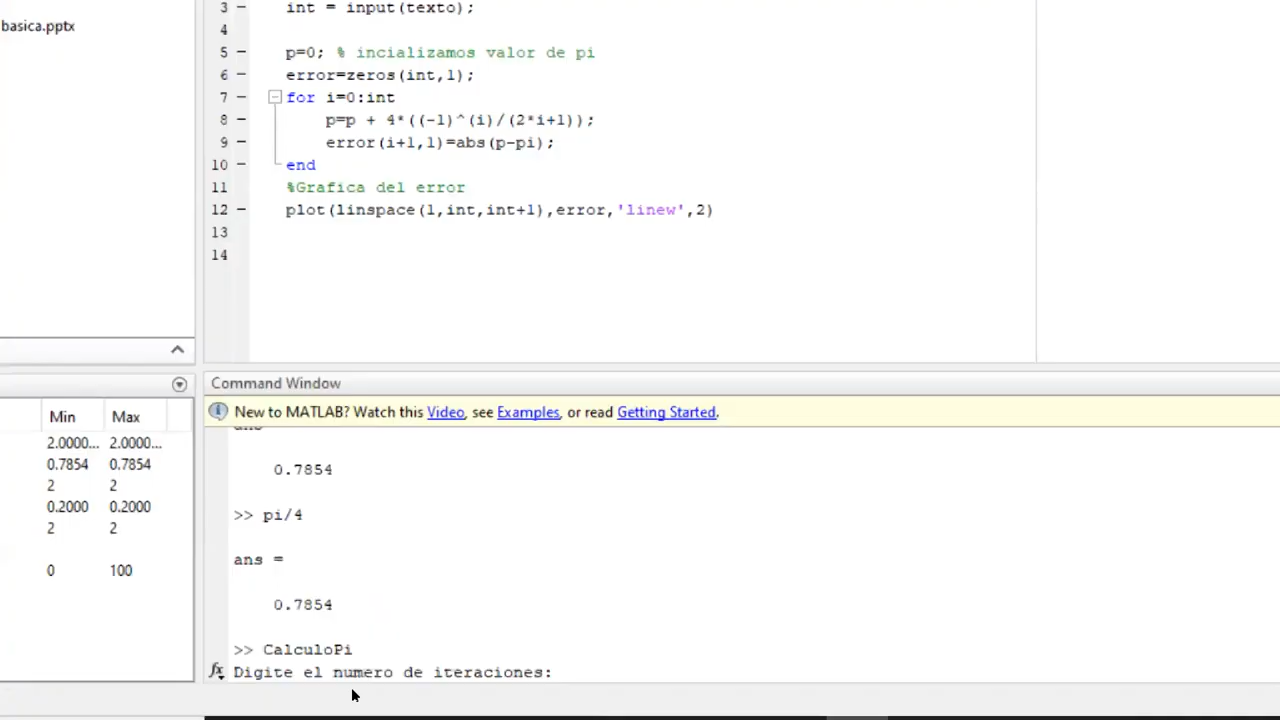 basica.pptx
3 – int = input(texto);
4
5 – p=0; % incializamos valor de pi
6 – error=zeros(int,1);
7 – for i=0:int
8 – p=p + 4*((-1)^(i)/(2*i+1));
9 – error(i+1,1)=abs(p-pi);
10 – end
11 %Grafica del error
12 – plot(linspace(1,int,int+1),error,'linew',2)
13
14
Min Max
2.0000... 2.0000...
0.7854 0.7854
2 2
0.2000 0.2000
2 2
0 100
Command Window
New to MATLAB? Watch this Video, see Examples, or read Getting Started.
ans
0.7854
>> pi/4
ans =
0.7854
>> CalculoPi
fx Digite el numero de iteraciones: